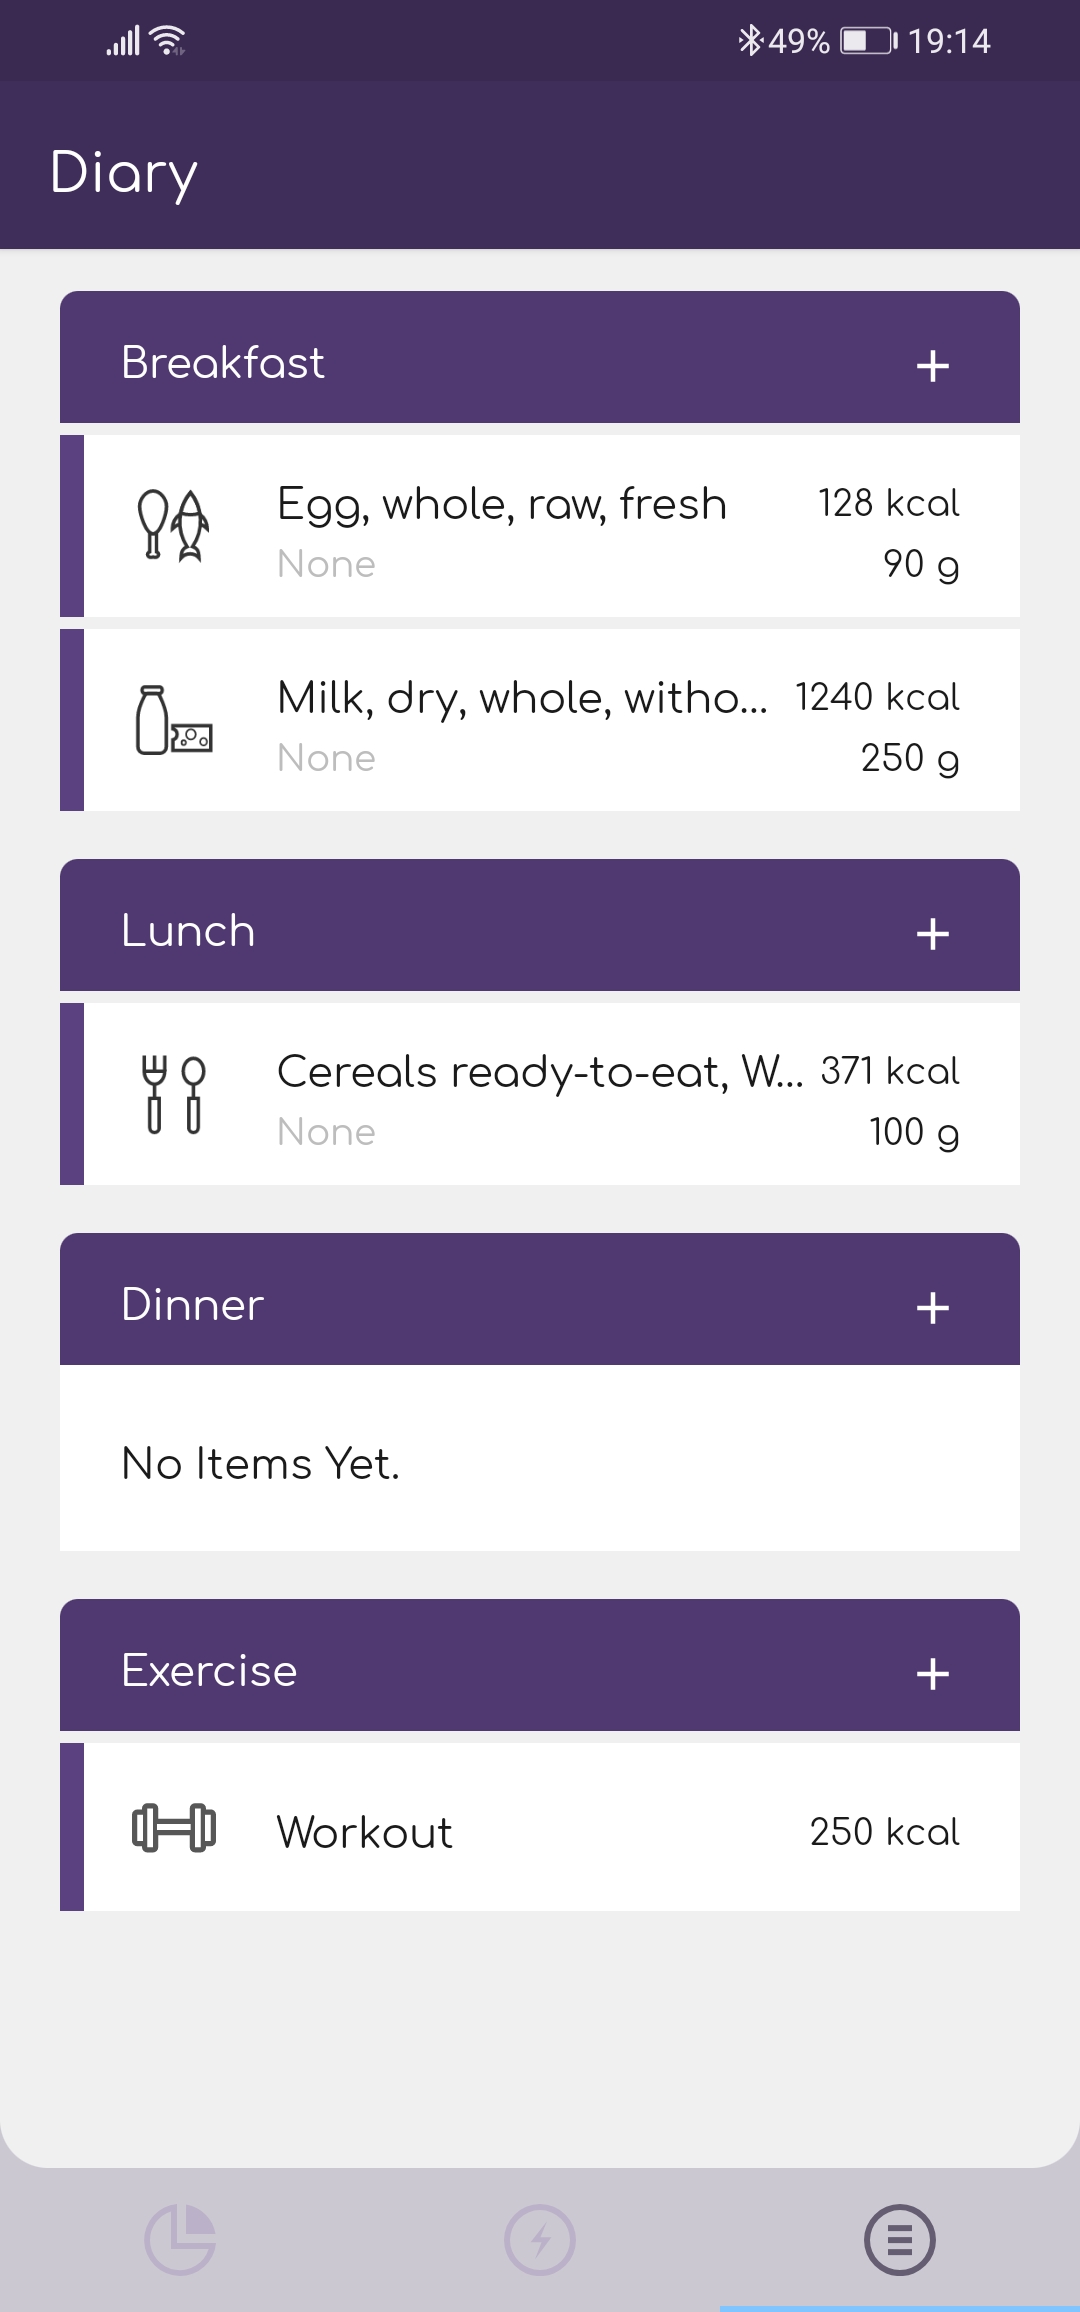 49% 19:14
Diary
Breakfast +
Egg, whole, raw, fresh 128 kcal
None 90 g
Milk, dry, whole, witho... 1240 kcal
None 250 g
Lunch +
Cereals ready-to-eat, W... 371 kcal
None 100 g
Dinner +
No Items Yet.
Exercise +
Workout 250 kcal